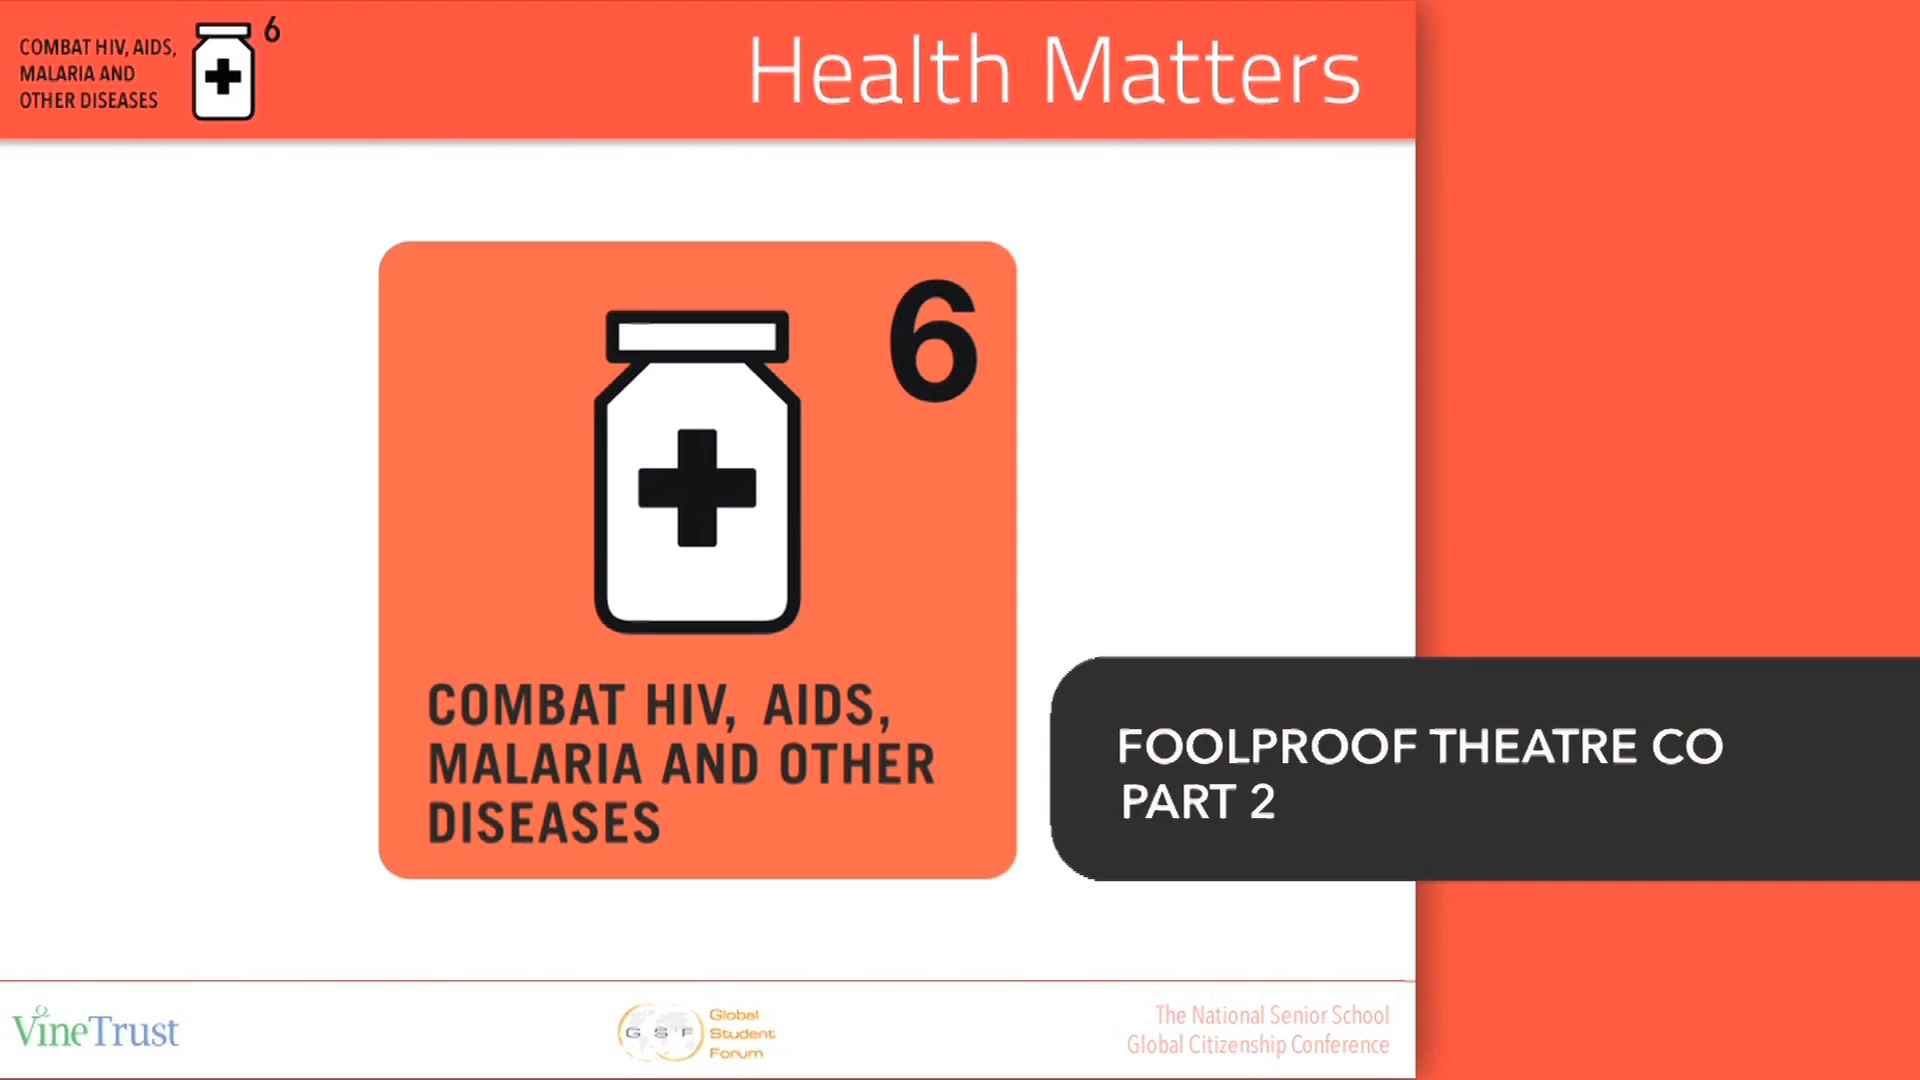 COMBAT HIV, AIDS,
MALARIA AND
OTHER DISEASES
6
Health Matters
6
COMBAT HIV, AIDS,
MALARIA AND OTHER
DISEASES
FOOLPROOF THEATRE CO
PART 2
VineTrust
G S F
Global
Student
Forum
The National Senior School
Global Citizenship Conference